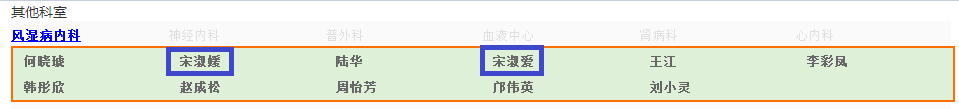 其他科室
风湿病内科 神经内科 普外科 血液中心 肾病科 心内科
何晓琥 宋淑媛 陆华 宋淑爱 王江 李彩凤
韩彤欣 赵成松 周怡芳 邝伟英 刘小灵